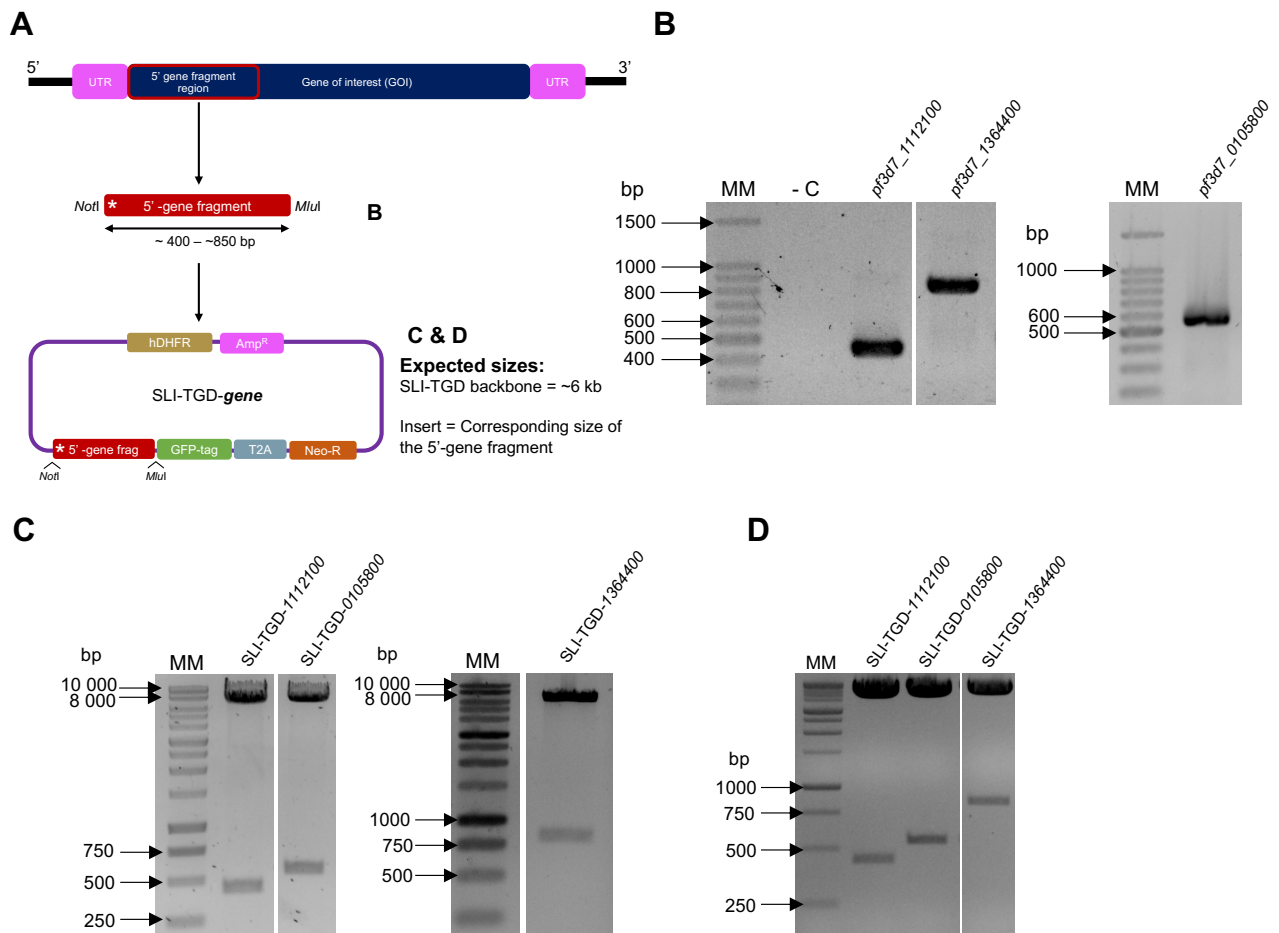 A
5'
3'
UTR
5' gene fragment
region
Gene of interest (GOI)
UTR
NotI
* 5' -gene fragment
MluI
B
~ 400 – ~850 bp
hDHFR
AmpR
SLI-TGD-gene
* 5' -gene frag
GFP-tag
T2A
Neo-R
NotI
MluI
C & D
Expected sizes:
SLI-TGD backbone = ~6 kb
Insert = Corresponding size of
the 5'-gene fragment
B
bp
MM
- C
pf3d7_1112100
pf3d7_1364400
1500
1000
800
600
500
400
bp
MM
pf3d7_0105800
1000
600
500
C
bp
MM
SLI-TGD-1112100
SLI-TGD-0105800
10 000
8 000
750
500
250
bp
MM
SLI-TGD-1364400
10 000
8 000
1000
750
500
D
MM
SLI-TGD-1112100
SLI-TGD-0105800
SLI-TGD-1364400
bp
1000
750
500
250